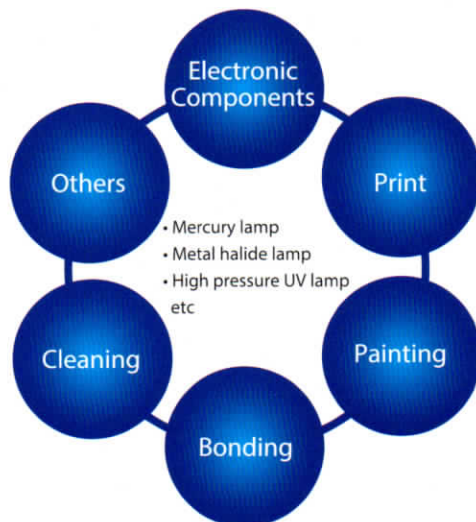 Electronic
Components
Others
Print
• Mercury lamp
• Metal halide lamp
• High pressure UV lamp
etc
Cleaning
Painting
Bonding